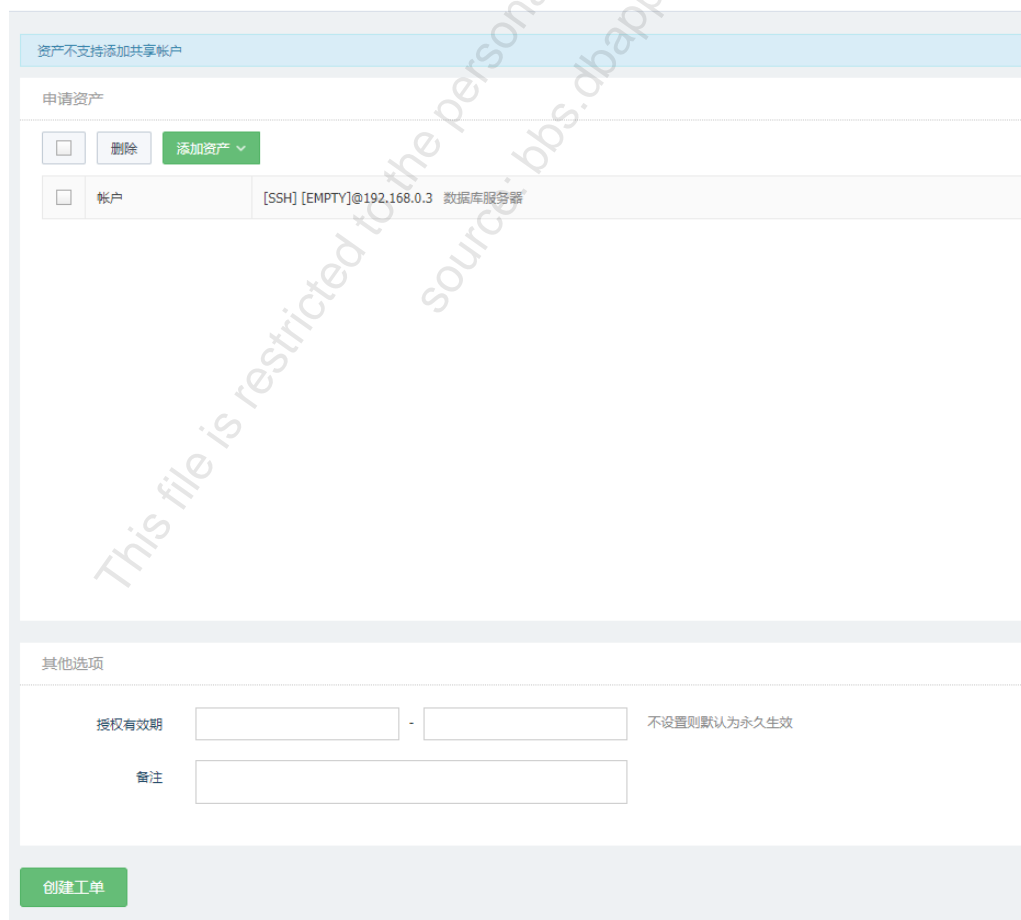 资产不支持添加共享帐户
申请资产
删除 添加资产
帐户 [SSH] [EMPTY]@192.168.0.3 数据库服务器
This file is restricted to the persona
source: bbs.dbapp
其他选项
授权有效期 - 不设置则默认为永久生效
备注
创建工单